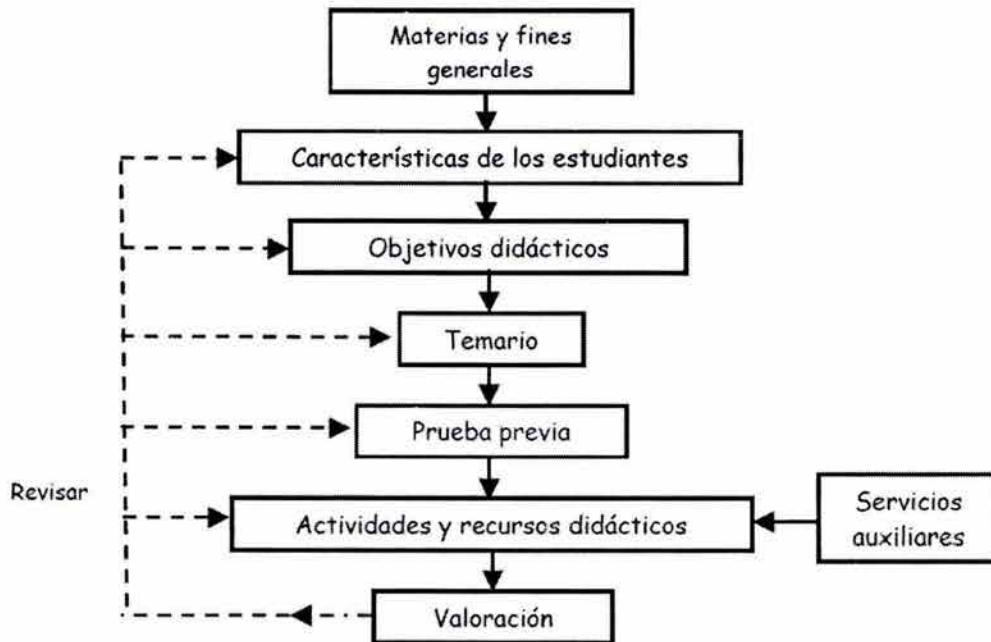 Materias y fines
generales
Características de los estudiantes
Objetivos didácticos
Temario
Prueba previa
Revisar
Actividades y recursos didácticos
Servicios
auxiliares
Valoración